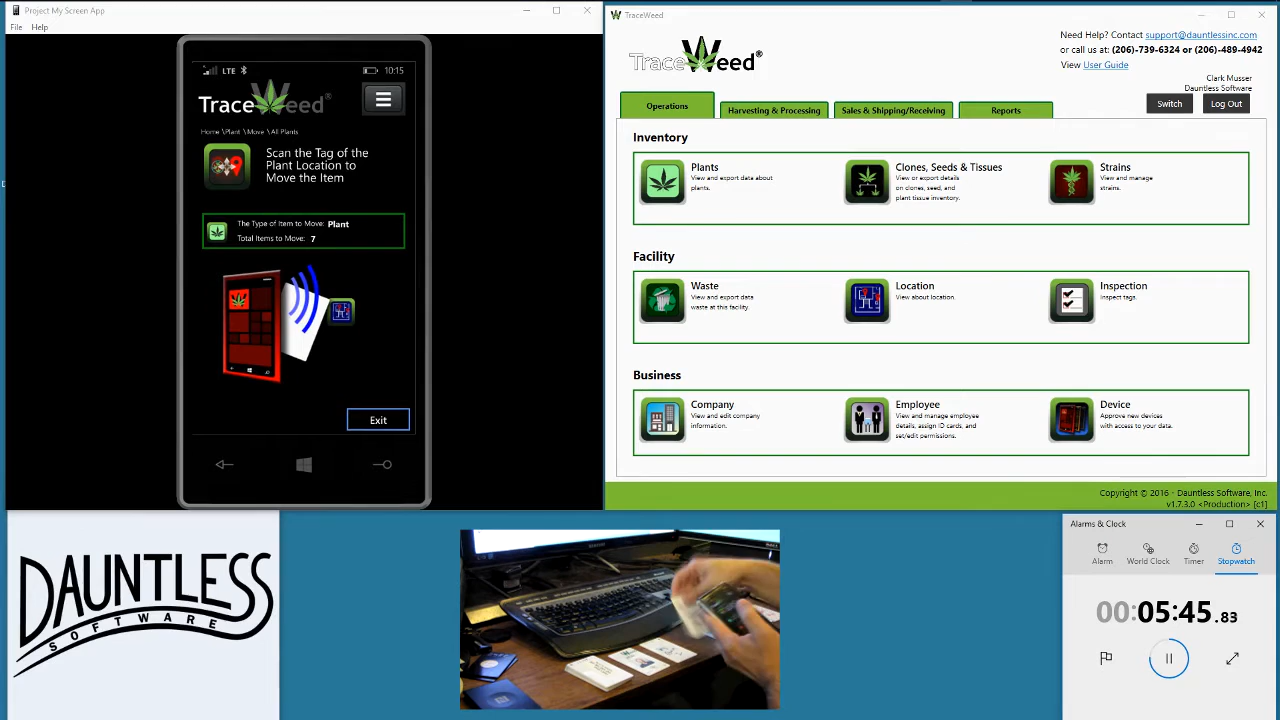 Project My Screen App
File Help
LTE 10:15
TraceWeed®
Home \Plant \Move \All Plants
Scan the Tag of the
Plant Location to
Move the Item
The Type of Item to Move: Plant
Total Items to Move: 7
Exit
TraceWeed
TraceWeed®
Need Help? Contact support@dauntlessinc.com
or call us at: (206)-739-6324 or (206)-489-4942
View User Guide
Clark Musser
Dauntless Software
Switch Log Out
Operations Harvesting & Processing Sales & Shipping/Receiving Reports
Inventory
Plants
View and export data about
plants.
Clones, Seeds & Tissues
View or export details
on clones, seed, and
plant tissue inventory.
Strains
View and manage
strains.
Facility
Waste
View and export data
waste at this facility.
Location
View about location.
Inspection
Inspect tags.
Business
Company
View and edit company
information.
Employee
View and manage employee
details, assign ID cards, and
set/edit permissions.
Device
Approve new devices
with access to your data.
Copyright © 2016 - Dauntless Software, Inc.
v1.7.3.0 <Production> [c1]
DAUNTLESS
SOFTWARE
Alarms & Clock
Alarm World Clock Timer Stopwatch
00:05:45.83